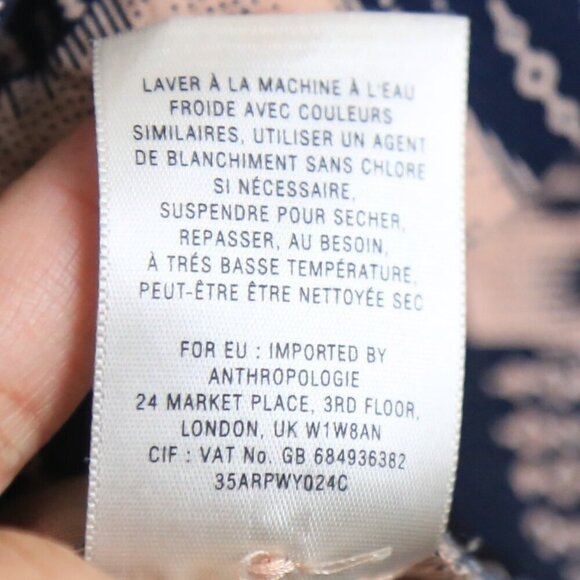 LAVER À LA MACHINE À L'EAU
FROIDE AVEC COULEURS
SIMILAIRES, UTILISER UN AGENT
DE BLANCHIMENT SANS CHLORE
SI NÉCESSAIRE,
SUSPENDRE POUR SECHER,
REPASSER, AU BESOIN,
À TRÉS BASSE TEMPÉRATURE,
PEUT-ÊTRE ÊTRE NETTOYÉE SEC
FOR EU : IMPORTED BY
ANTHROPOLOGIE
24 MARKET PLACE, 3RD FLOOR,
LONDON, UK W1W8AN
CIF : VAT No. GB 684936382
35ARPWY024C